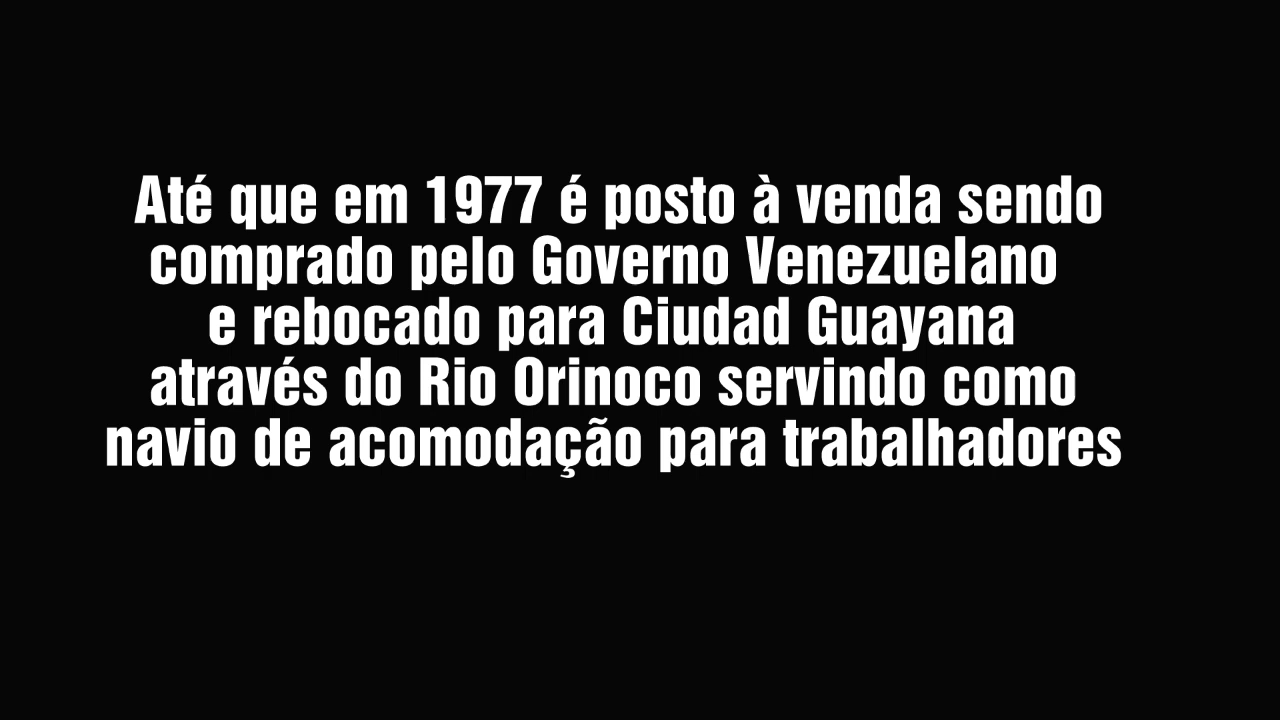 Até que em 1977 é posto à venda sendo
comprado pelo Governo Venezuelano
e rebocado para Ciudad Guayana
através do Rio Orinoco servindo como
navio de acomodação para trabalhadores